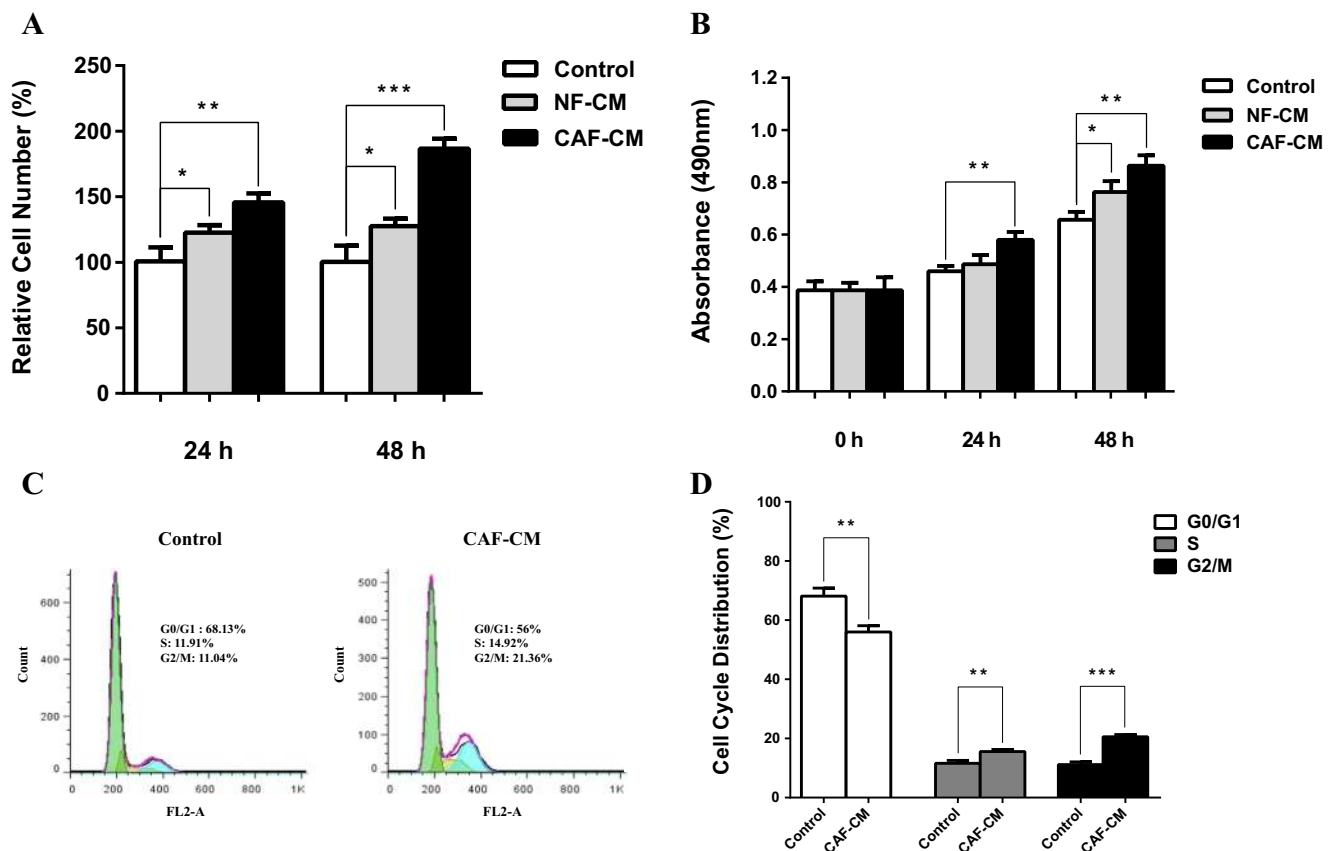 A
Relative Cell Number (%)
250
200
150
100
50
0
** 
*
***
*
24 h
48 h
Control
NF-CM
CAF-CM
B
Absorbance (490nm)
1.2
1.0
0.8
0.6
0.4
0.2
0.0
**
**
*
0 h
24 h
48 h
Control
NF-CM
CAF-CM
C
Control
Count
600
400
200
0
G0/G1 : 68.13%
S: 11.91%
G2/M: 11.04%
0 200 400 600 800 1K
FL2-A
CAF-CM
Count
500
400
300
200
100
0
G0/G1: 56%
S: 14.92%
G2/M: 21.36%
0 200 400 600 800 1K
FL2-A
D
Cell Cycle Distribution (%)
100
80
60
40
20
0
**
**
***
Control
CAF-CM
Control
CAF-CM
Control
CAF-CM
G0/G1
S
G2/M